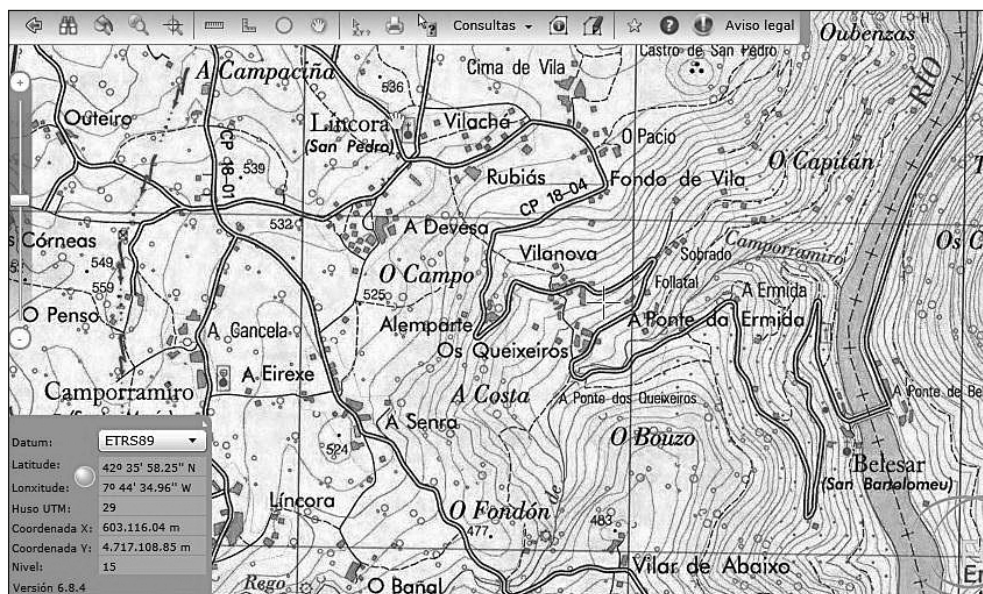 Consultas
Aviso legal
Oubenzas
H
Castro de San Pedro
A Campaciña
Cima de Vila
536
RÍO
Outeiro
Líncora
(San Pedro)
Vilachá
O Pacio
CP 18-01
539
Rubiás
Fondo de Vila
O Capitán
CP 18-04
532
A Devesa
s Córneas
Vilanova
Sobrado
Camporramiro
Os C
549
O Campo
559
525
Follatal
A Ermida
O Penso
A Cancela
Alemparte
A Ponte da Ermida
Os Queixeiros
A Eirexe
Camporramiro
A Costa
A Ponte dos Queixeiros
A Ponte de Be
A Senra
O Bouzo
524
Belesar
(San Bartolomeu)
Líncora
O Fondón
de
477
483
Vilar de Abaixo
Rego
O Bañal
Er
Datum: ETRS89
Latitude: 42º 35' 58.25" N
Lonxitude: 7º 44' 34.96" W
Huso UTM: 29
Coordenada X: 603.116.04 m
Coordenada Y: 4.717.108.85 m
Nivel: 15
Versión 6.8.4